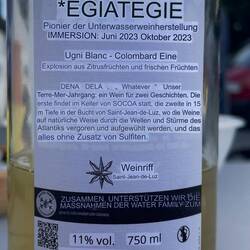 *EGIATEGIE
Pionier der Unterwasserweinherstellung
IMMERSION: Juni 2023 Oktober 2023
Ugni Blanc - Colombard Eine
Explosion aus Zitrusfrüchten und frischen Früchten
DENA DELA , , Whatever " Unser
Terre-Mer-Jahrgang: ein Wein für zwei Geschichten. Die
erste findet im Keller von SOCOA statt, die zweite in 15
m Tiefe in der Bucht von Saint-Jean-de-Luz, wo die Weine
auf natürliche Weise durch die Wellen und Stürme des
Atlantiks vergoren und aufgewühlt werden, und das
alles ohne Zusatz von Sulfiten.
Weinriff
Saint-Jean-de-Luz
ZUSAMMEN, UNTERSTÜTZEN WIR DIE
MASSNAHMEN DER WATER FAMILY ZUM
11% vol.
750 ml